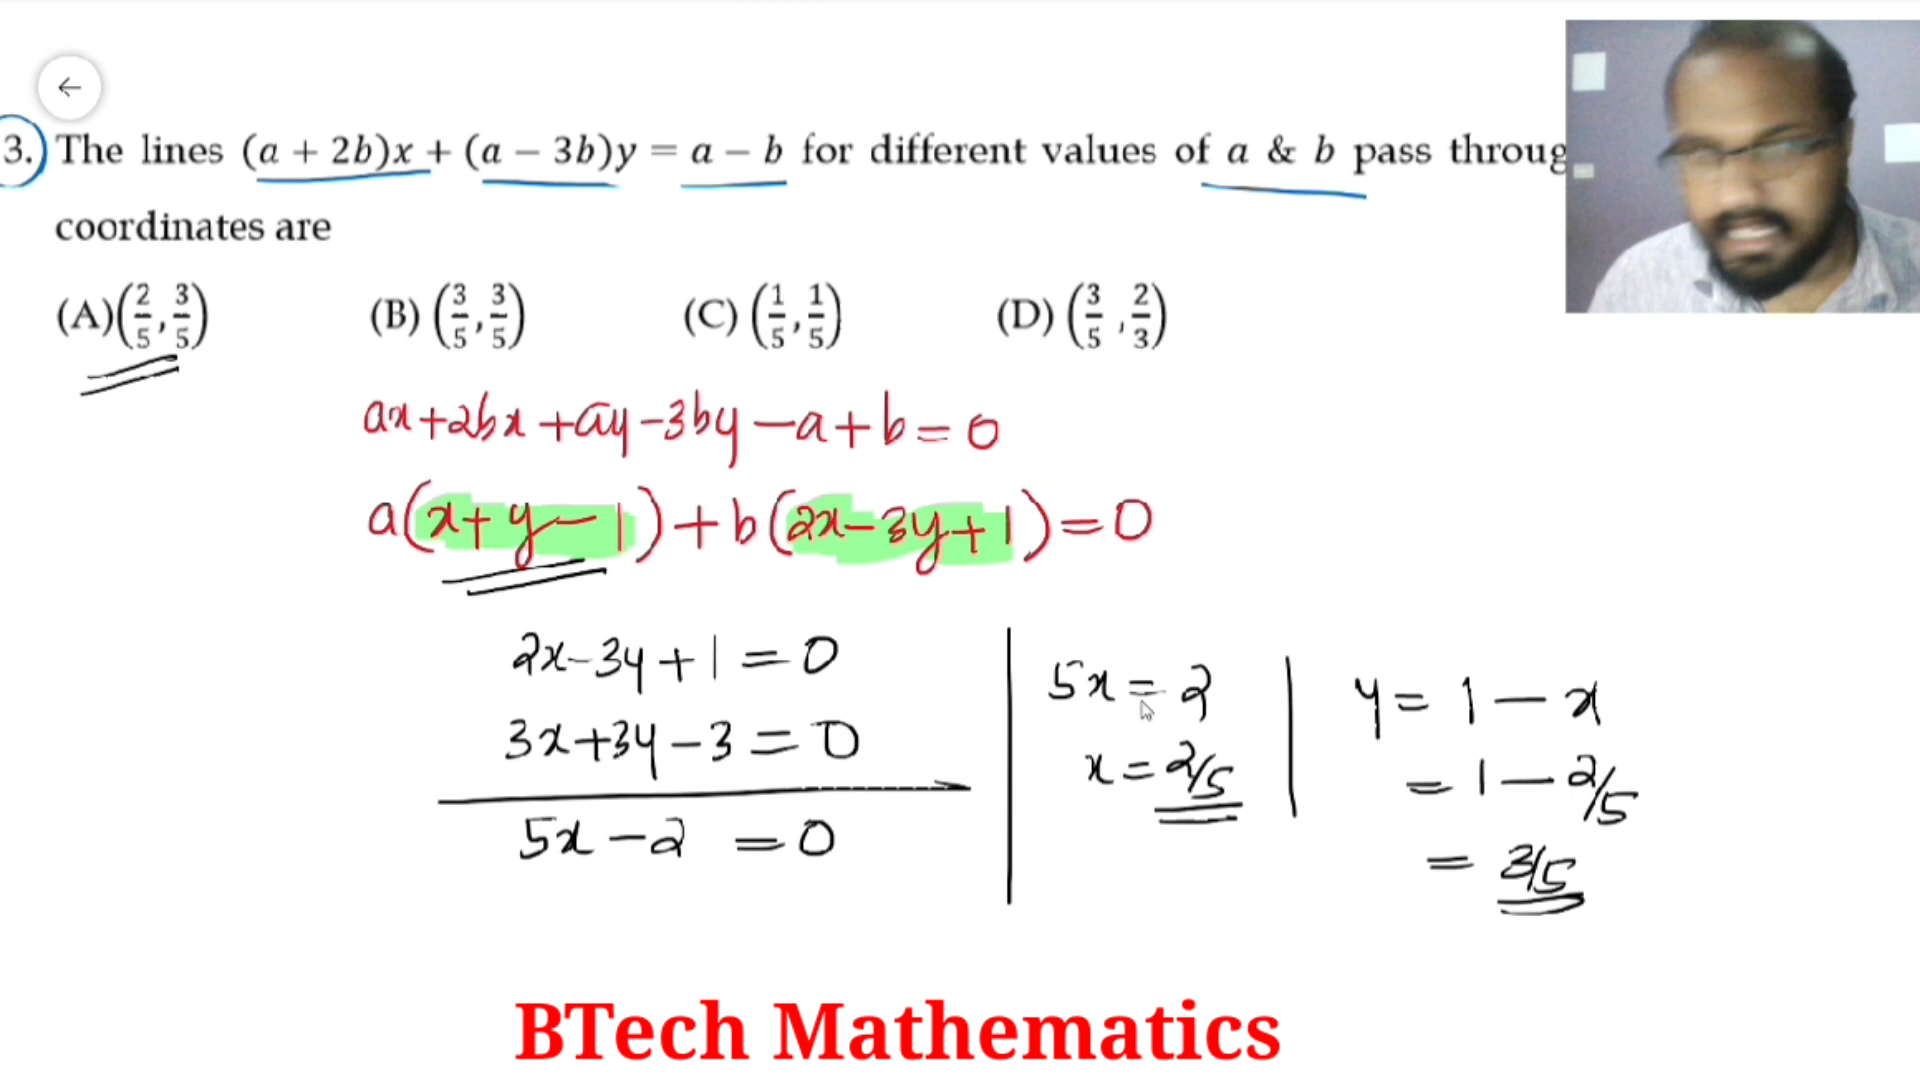 3. The lines (a + 2b)x + (a − 3b)y = a − b for different values of a & b pass throug
coordinates are
(A)(2/5, 3/5) (B) (3/5, 3/5) (C) (1/5, 1/5) (D) (3/5, 2/3)
ax+2bx+ay-3by-a+b=0
a(x+y-1)+b(2x-3y+1)=0
2x-3y+1=0
3x+3y-3=0
5x-2=0
5x=2
x=2/5
y=1-x
=1-2/5
=3/5
BTech Mathematics